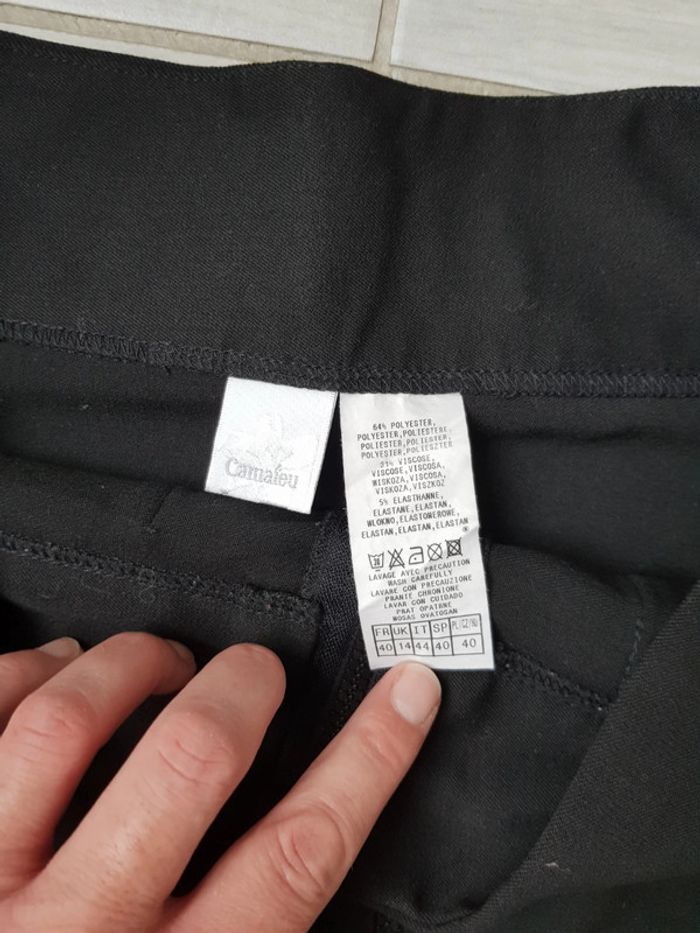 Camaïeu
64% POLYESTER,
POLYESTER,POLIESTERE,
POLIESTER,POLIESTER,
POLYESTER,POLIESZTER
31% VISCOSE,
VISCOSE,VISCOSA,
WISKOZA,VISCOSA,
VISKOZA,VISZKOZ
5% ELASTHANNE,
ELASTANE,ELASTAN,
WLOKNO,ELASTOMEROWE,
ELASTAN,ELASTAN,ELASTAN
30
LAVAGE AVEC PRECAUTION
WASH CAREFULLY
LAVARE CON PRECAUZIONE
PRANIE CHRONIONE
LAVAR CON CUIDADO
PRAT OPATRNE
MOSAS OVATOSAN
FR UK IT SP PL/CZ/HU
40 14 44 40 40